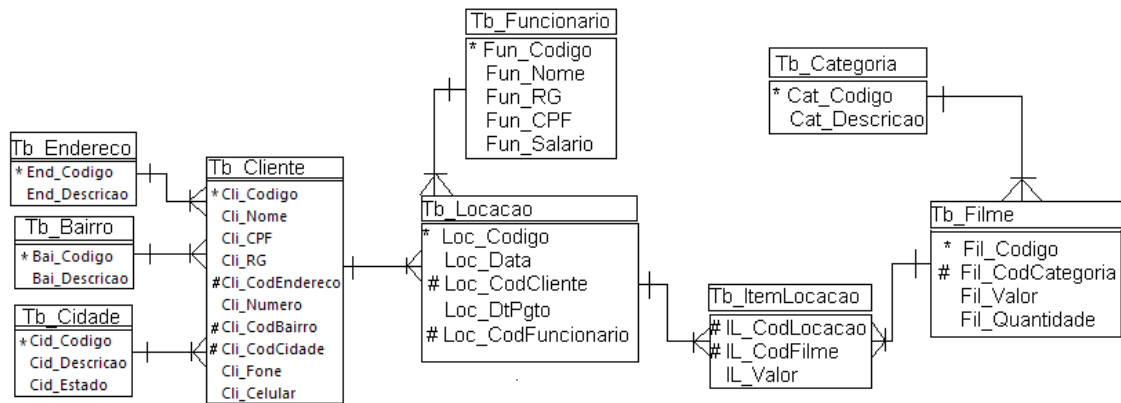 Tb_Funcionario
* Fun_Codigo
Fun_Nome
Fun_RG
Fun_CPF
Fun_Salario
Tb_Categoria
* Cat_Codigo
Cat_Descricao
Tb_Endereco
* End_Codigo
End_Descricao
Tb_Bairro
* Bai_Codigo
Bai_Descricao
Tb_Cidade
* Cid_Codigo
Cid_Descricao
Cid_Estado
Tb_Cliente
* Cli_Codigo
Cli_Nome
Cli_CPF
Cli_RG
# Cli_CodEndereco
Cli_Numero
# Cli_CodBairro
# Cli_CodCidade
Cli_Fone
Cli_Celular
Tb_Locacao
* Loc_Codigo
Loc_Data
# Loc_CodCliente
Loc_DtPgto
# Loc_CodFuncionario
Tb_ItemLocacao
# IL_CodLocacao
# IL_CodFilme
IL_Valor
Tb_Filme
* Fil_Codigo
# Fil_CodCategoria
Fil_Valor
Fil_Quantidade